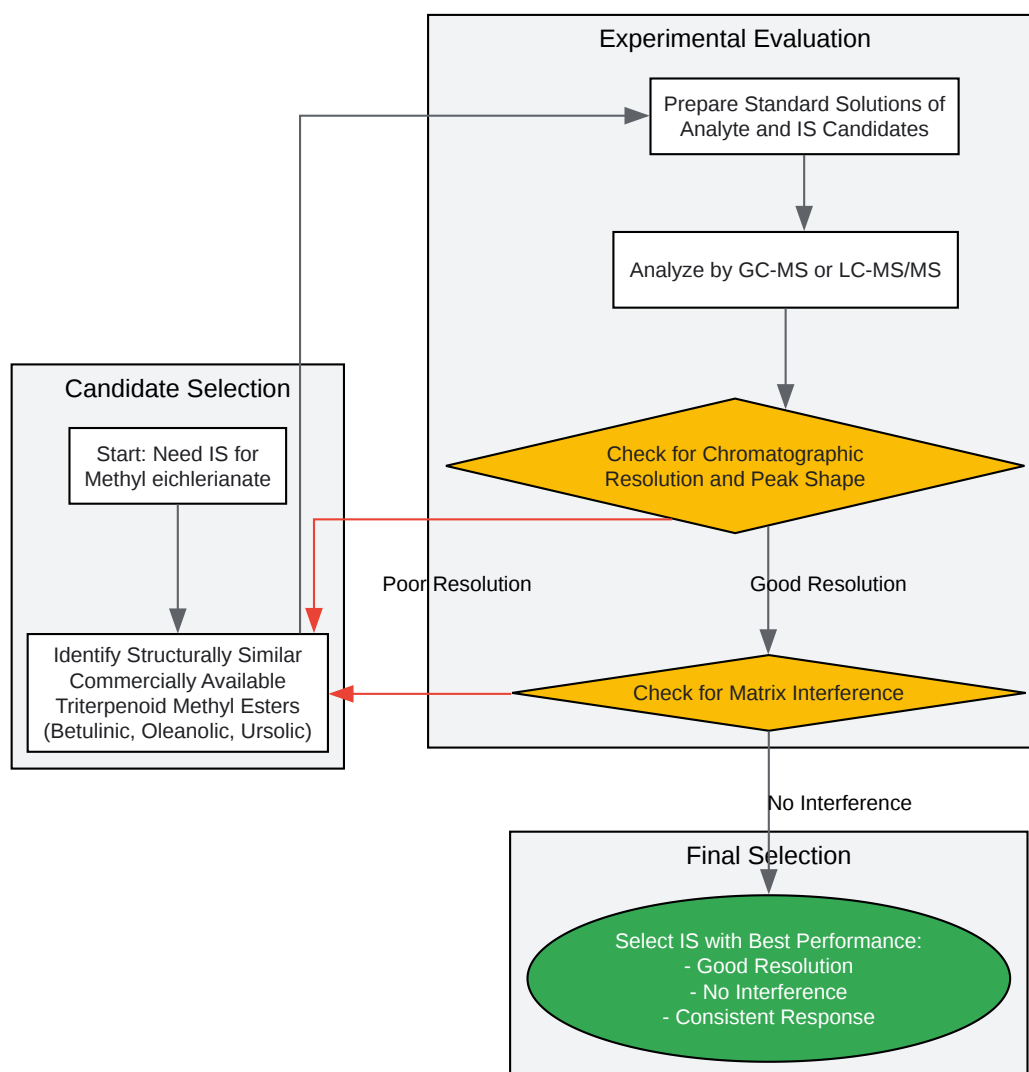 Experimental Evaluation
Prepare Standard Solutions of
Analyte and IS Candidates
Analyze by GC-MS or LC-MS/MS
Candidate Selection
Start: Need IS for
Methyl eichlerianate
Check for Chromatographic
Resolution and Peak Shape
Poor Resolution
Good Resolution
Identify Structurally Similar
Commercially Available
Triterpenoid Methyl Esters
(Betulinic, Oleanolic, Ursolic)
Check for Matrix Interference
No Interference
Final Selection
Select IS with Best Performance:
- Good Resolution
- No Interference
- Consistent Response